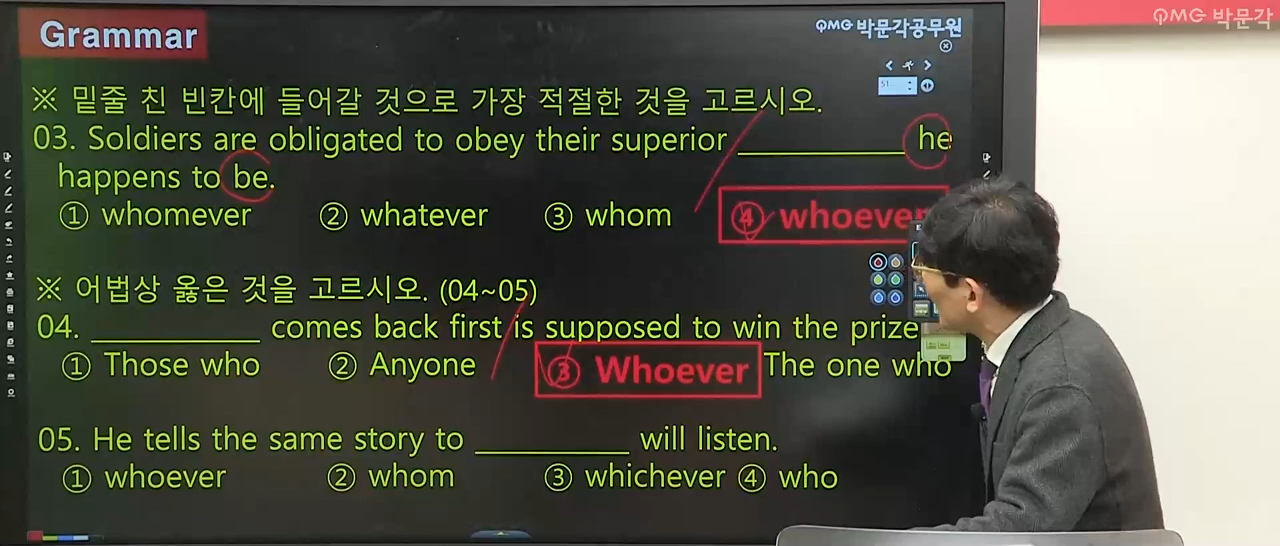 Grammar
박문각공무원
박문각
※ 밑줄 친 빈칸에 들어갈 것으로 가장 적절한 것을 고르시오.
03. Soldiers are obligated to obey their superior __________ he
happens to be.
① whomever ② whatever ③ whom ④ whoever
※ 어법상 옳은 것을 고르시오. (04~05)
04. __________ comes back first is supposed to win the prize
① Those who ② Anyone ③ Whoever The one who
05. He tells the same story to __________ will listen.
① whoever ② whom ③ whichever ④ who